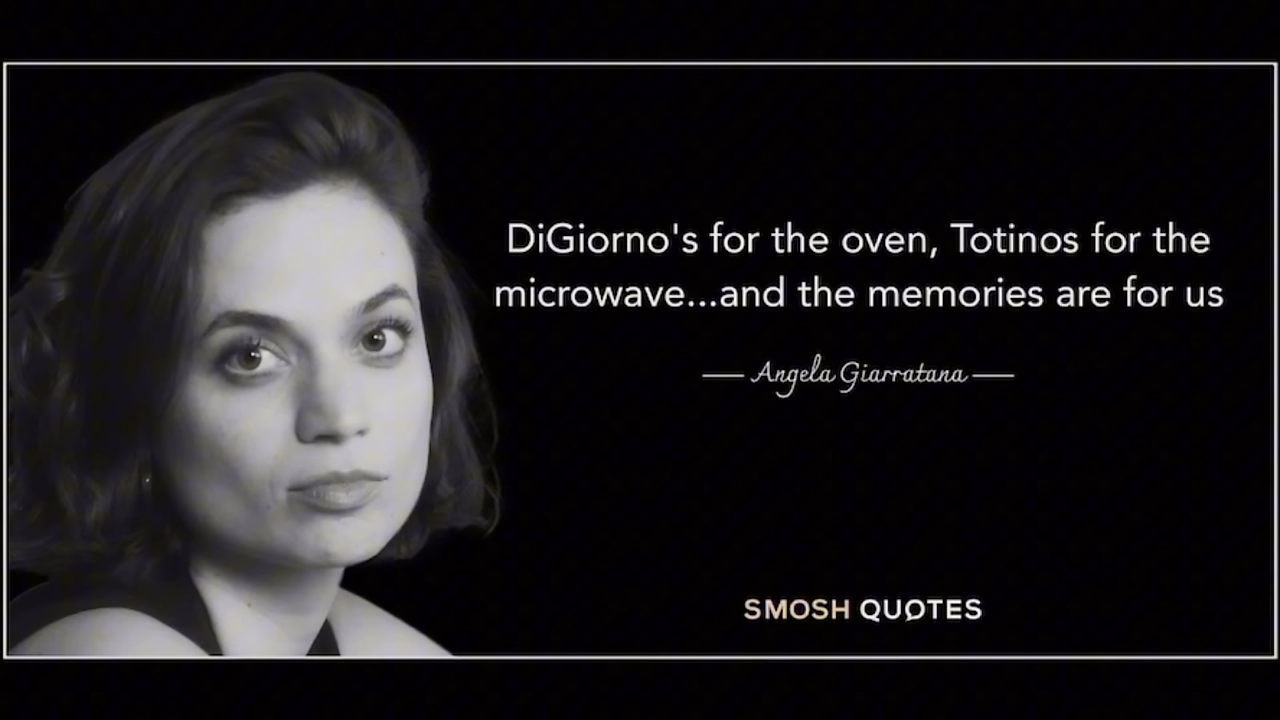 DiGiorno's for the oven, Totinos for the
microwave...and the memories are for us
— Angela Giarratana —
SMOSH QUOTES